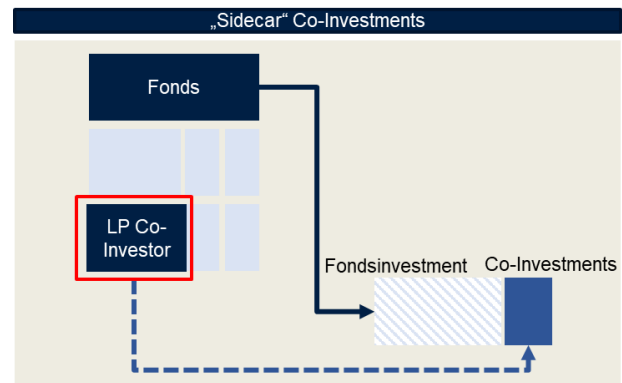 „Sidecar“ Co-Investments
Fonds
LP Co-
Investor
Fondsinvestment
Co-Investments